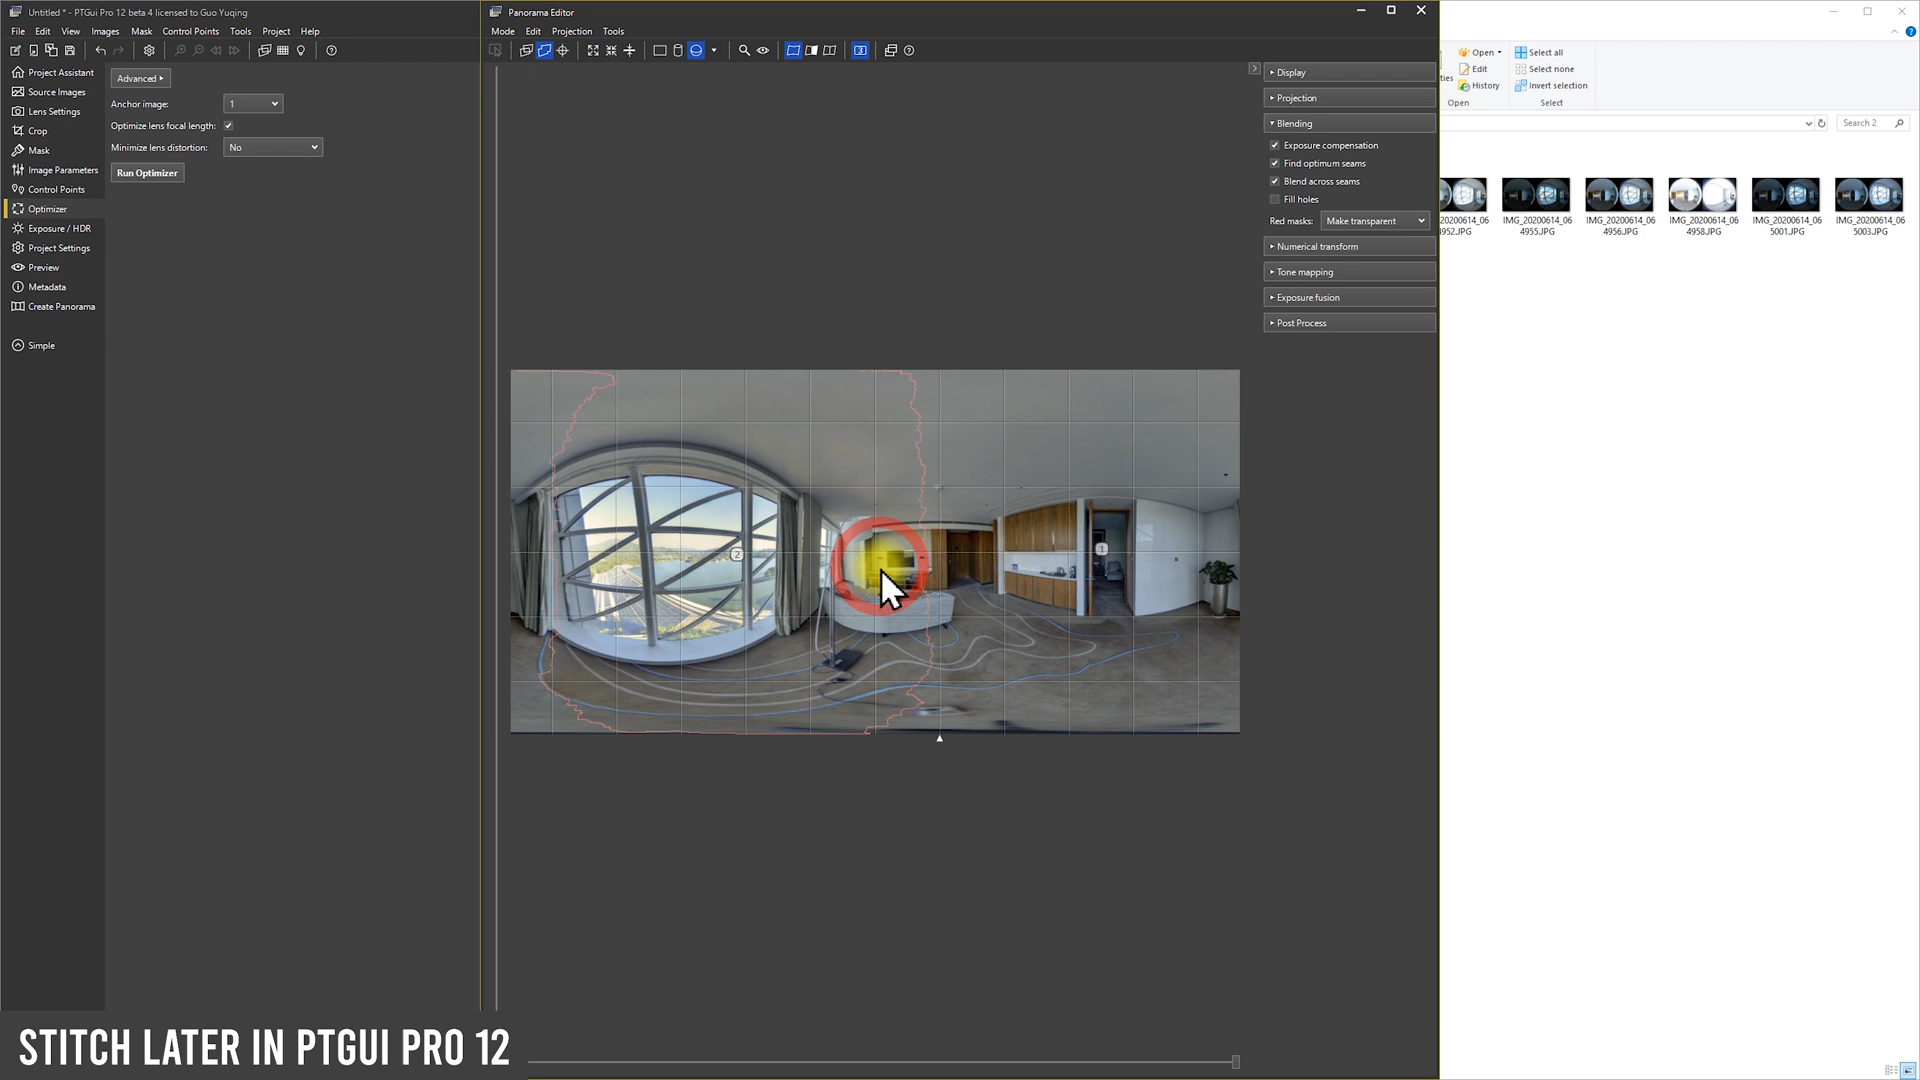 Untitled * - PTGui Pro 12 beta 4 licensed to Guo Yuqing
File Edit View Images Mask Control Points Tools Project Help
Project Assistant
Source Images
Lens Settings
Crop
Mask
Image Parameters
Control Points
Optimizer
Exposure / HDR
Project Settings
Preview
Metadata
Create Panorama
Simple
Advanced
Anchor image: 1
Optimize lens focal length:
Minimize lens distortion: No
Run Optimizer
Panorama Editor
Mode Edit Projection Tools
Display
Projection
Blending
Exposure compensation
Find optimum seams
Blend across seams
Fill holes
Red masks: Make transparent
Numerical transform
Tone mapping
Exposure fusion
Post Process
2
1
ties
Open
Edit
History
Open
Select all
Select none
Invert selection
Select
Search 2
20200614_06
4952.JPG
IMG_20200614_06
4955.JPG
IMG_20200614_06
4956.JPG
IMG_20200614_06
4958.JPG
IMG_20200614_06
5001.JPG
IMG_20200614_06
5003.JPG
STITCH LATER IN PTGUI PRO 12